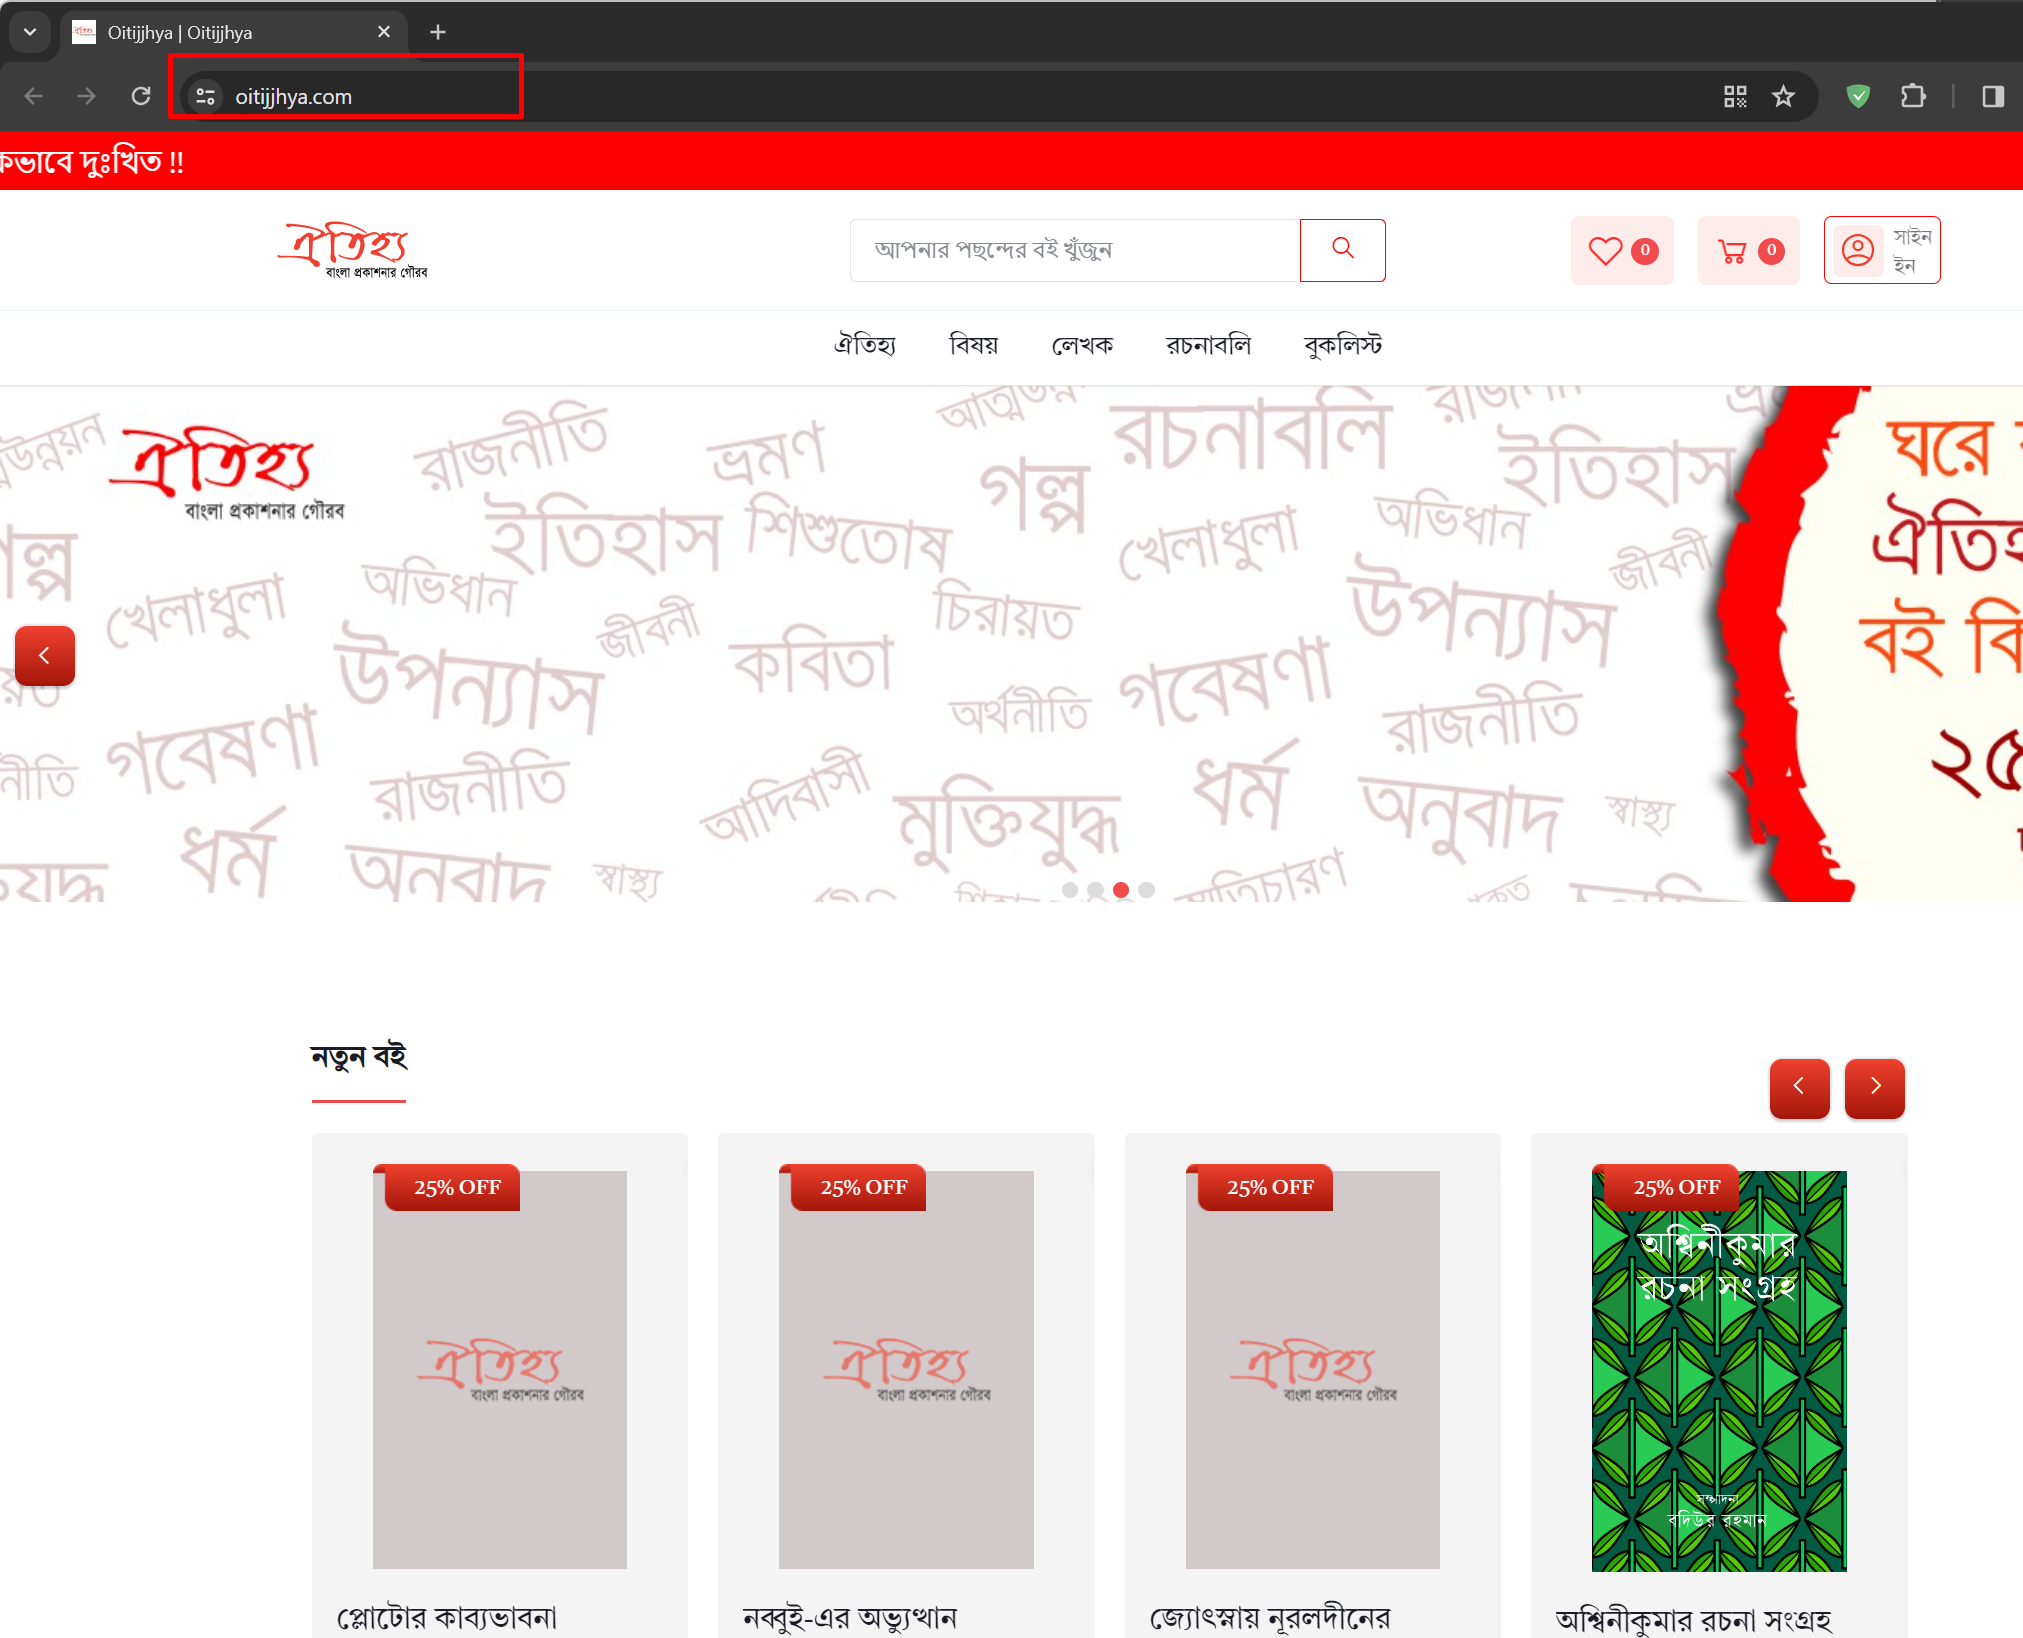 Oitijjhya | Oitijjhya
oitijjhya.com
কভাবে দুঃখিত !!
ঐতিহ্য
বাংলা প্রকাশনার গৌরব
আপনার পছন্দের বই খুঁজুন
0
0
সাইন
ইন
ঐতিহ্য বিষয় লেখক রচনাবলি বুকলিস্ট
ঐতিহ্য
বাংলা প্রকাশনার গৌরব
উন্নয়ন রাজনীতি ভ্রমণ রচনাবলি
গল্প ইতিহাস
ইতিহাস শিশুতোষ খেলাধুলা অভিধান
গল্প খেলাধুলা অভিধান জীবনী চিরায়ত উপন্যাস জীবনী
উপন্যাস কবিতা
গবেষণা অর্থনীতি গবেষণা রাজনীতি
নীতি রাজনীতি আদিবাসী মুক্তিযুদ্ধ ধর্ম অনুবাদ স্বাস্থ্য
ধর্ম অনুবাদ স্বাস্থ্য
ঘরে
ঐতিহ
বই কি
২৫
নতুন বই
25% OFF
25% OFF
25% OFF
25% OFF
ঐতিহ্য
বাংলা প্রকাশনার গৌরব
ঐতিহ্য
বাংলা প্রকাশনার গৌরব
ঐতিহ্য
বাংলা প্রকাশনার গৌরব
অশ্বিনীকুমার
রচনা সংগ্রহ
সম্পাদনা
বদিউর রহমান
প্লেটোর কাব্যভাবনা
নব্বুই-এর অভ্যুত্থান
জ্যোৎস্নায় নূরলদীনের
অশ্বিনীকুমার রচনা সংগ্রহ